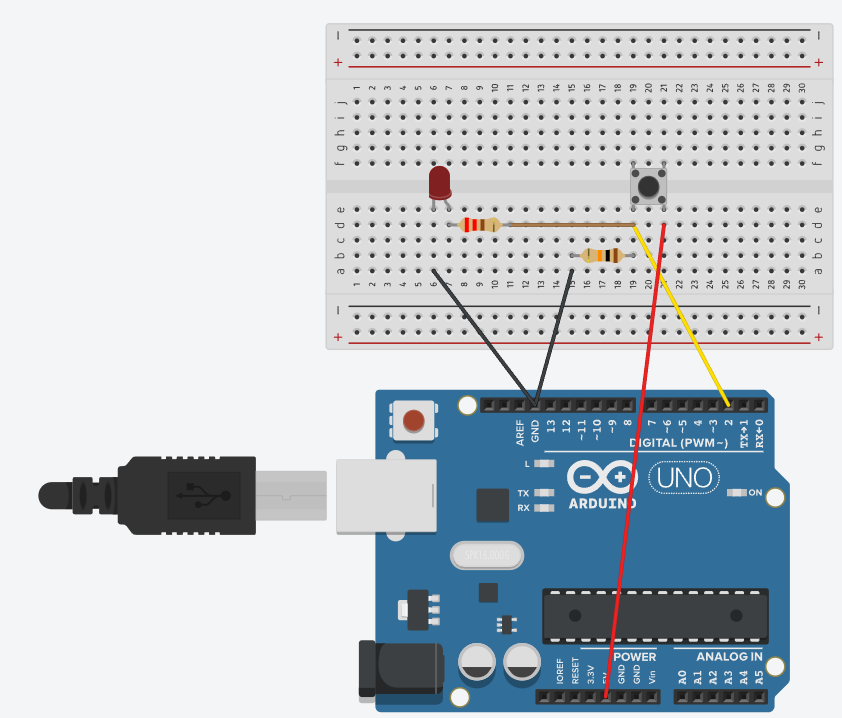 − −
+ +
1 2 3 4 5 6 7 8 9 10 11 12 13 14 15 16 17 18 19 20 21 22 23 24 25 26 27 28 29 30
j j
i i
h h
g g
f f
e e
d d
c c
b b
a a
1 2 3 4 5 6 7 8 9 10 11 12 13 14 15 16 17 18 19 20 21 22 23 24 25 26 27 28 29 30
− −
+ +
AREF GND 13 12 ~11 ~10 ~9 8 7 ~6 ~5 4 ~3 2 TX→1 RX←0
DIGITAL (PWM~)
L
TX
RX
ARDUINO
UNO
ON
POWER ANALOG IN
IOREF RESET 3.3V 5V GND GND Vin A0 A1 A2 A3 A4 A5